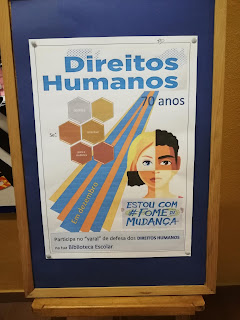 Direitos
Humanos
70 anos
Em dezembro
ESTOU COM
#FOME DE
MUDANÇA
Participa no "varal" de defesa dos DIREITOS HUMANOS
na tua Biblioteca Escolar